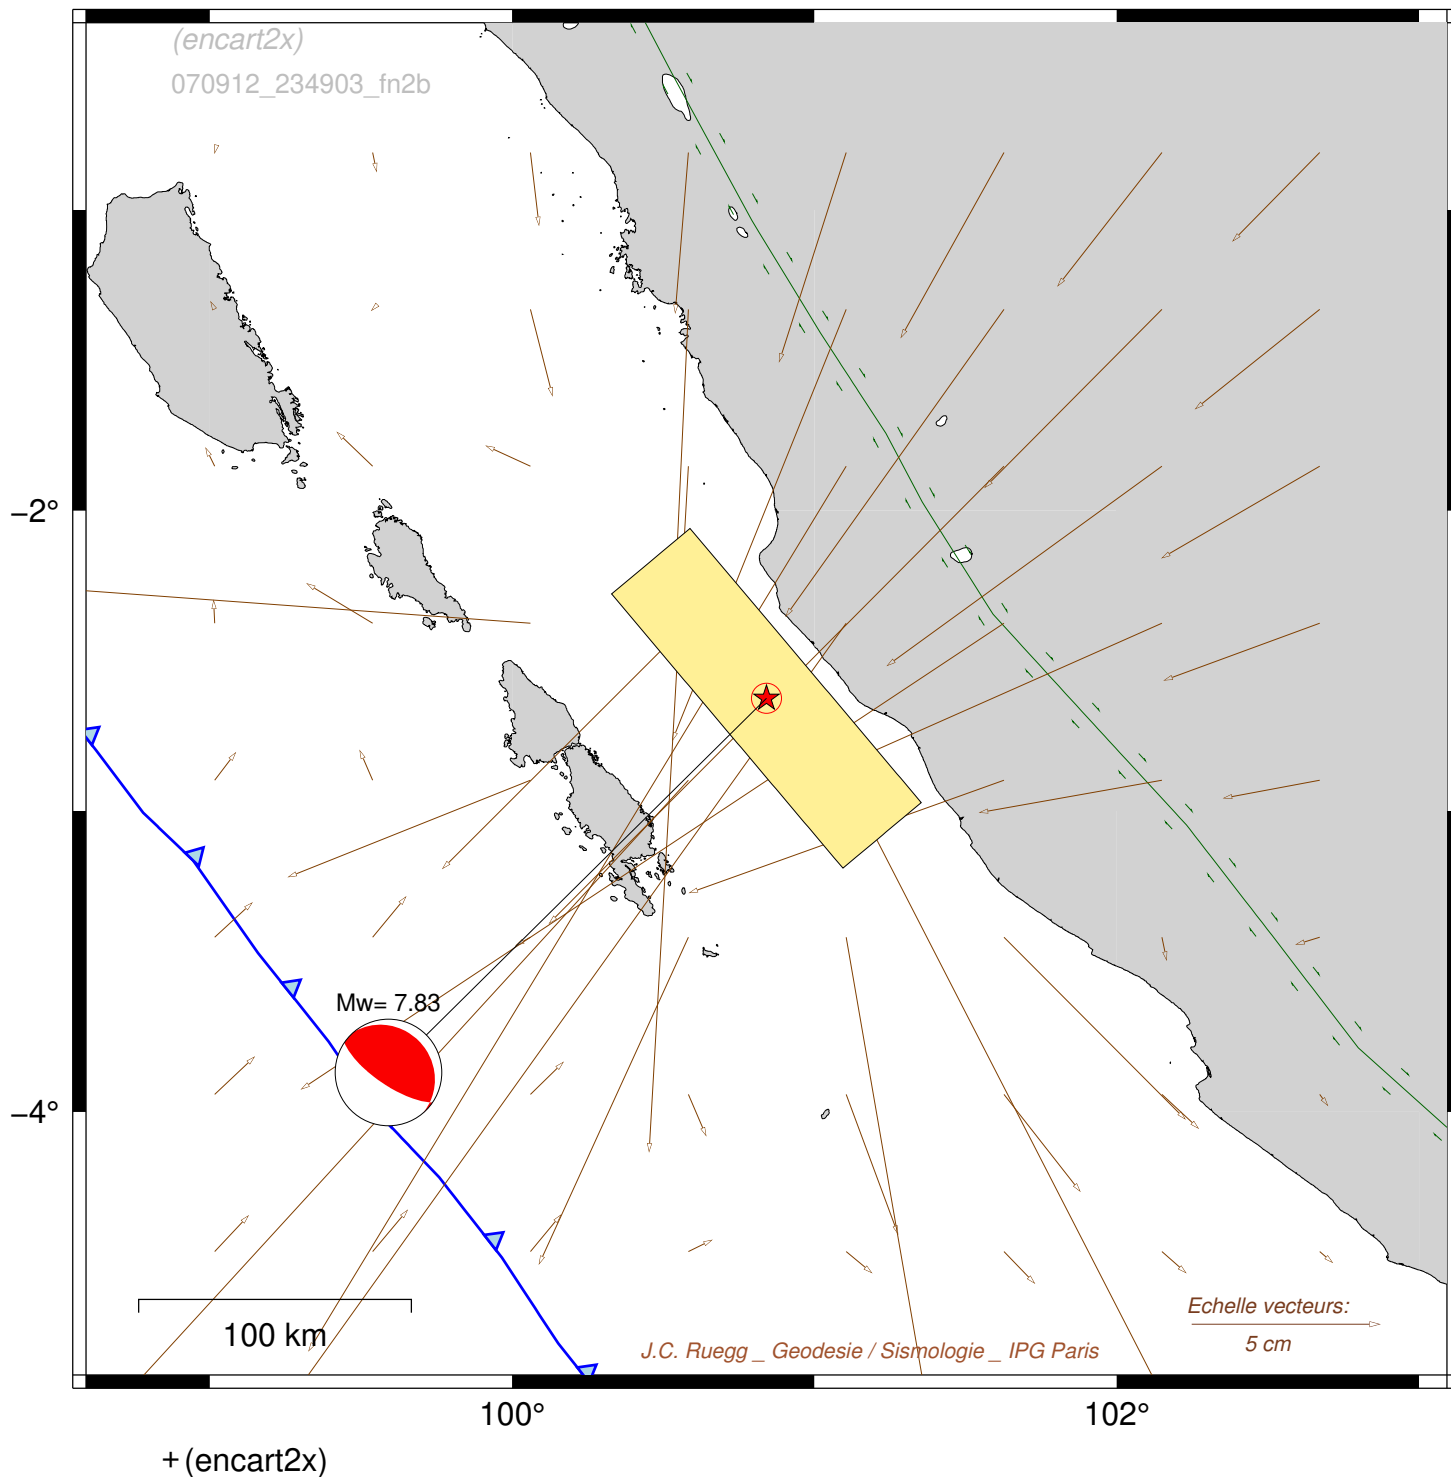 (encart2x)
070912_234903_fn2b
−2°
Mw= 7.83
−4°
Echelle vecteurs:
5 cm
100 km
J.C. Ruegg _ Geodesie / Sismologie _ IPG Paris
100°
102°
+ (encart2x)